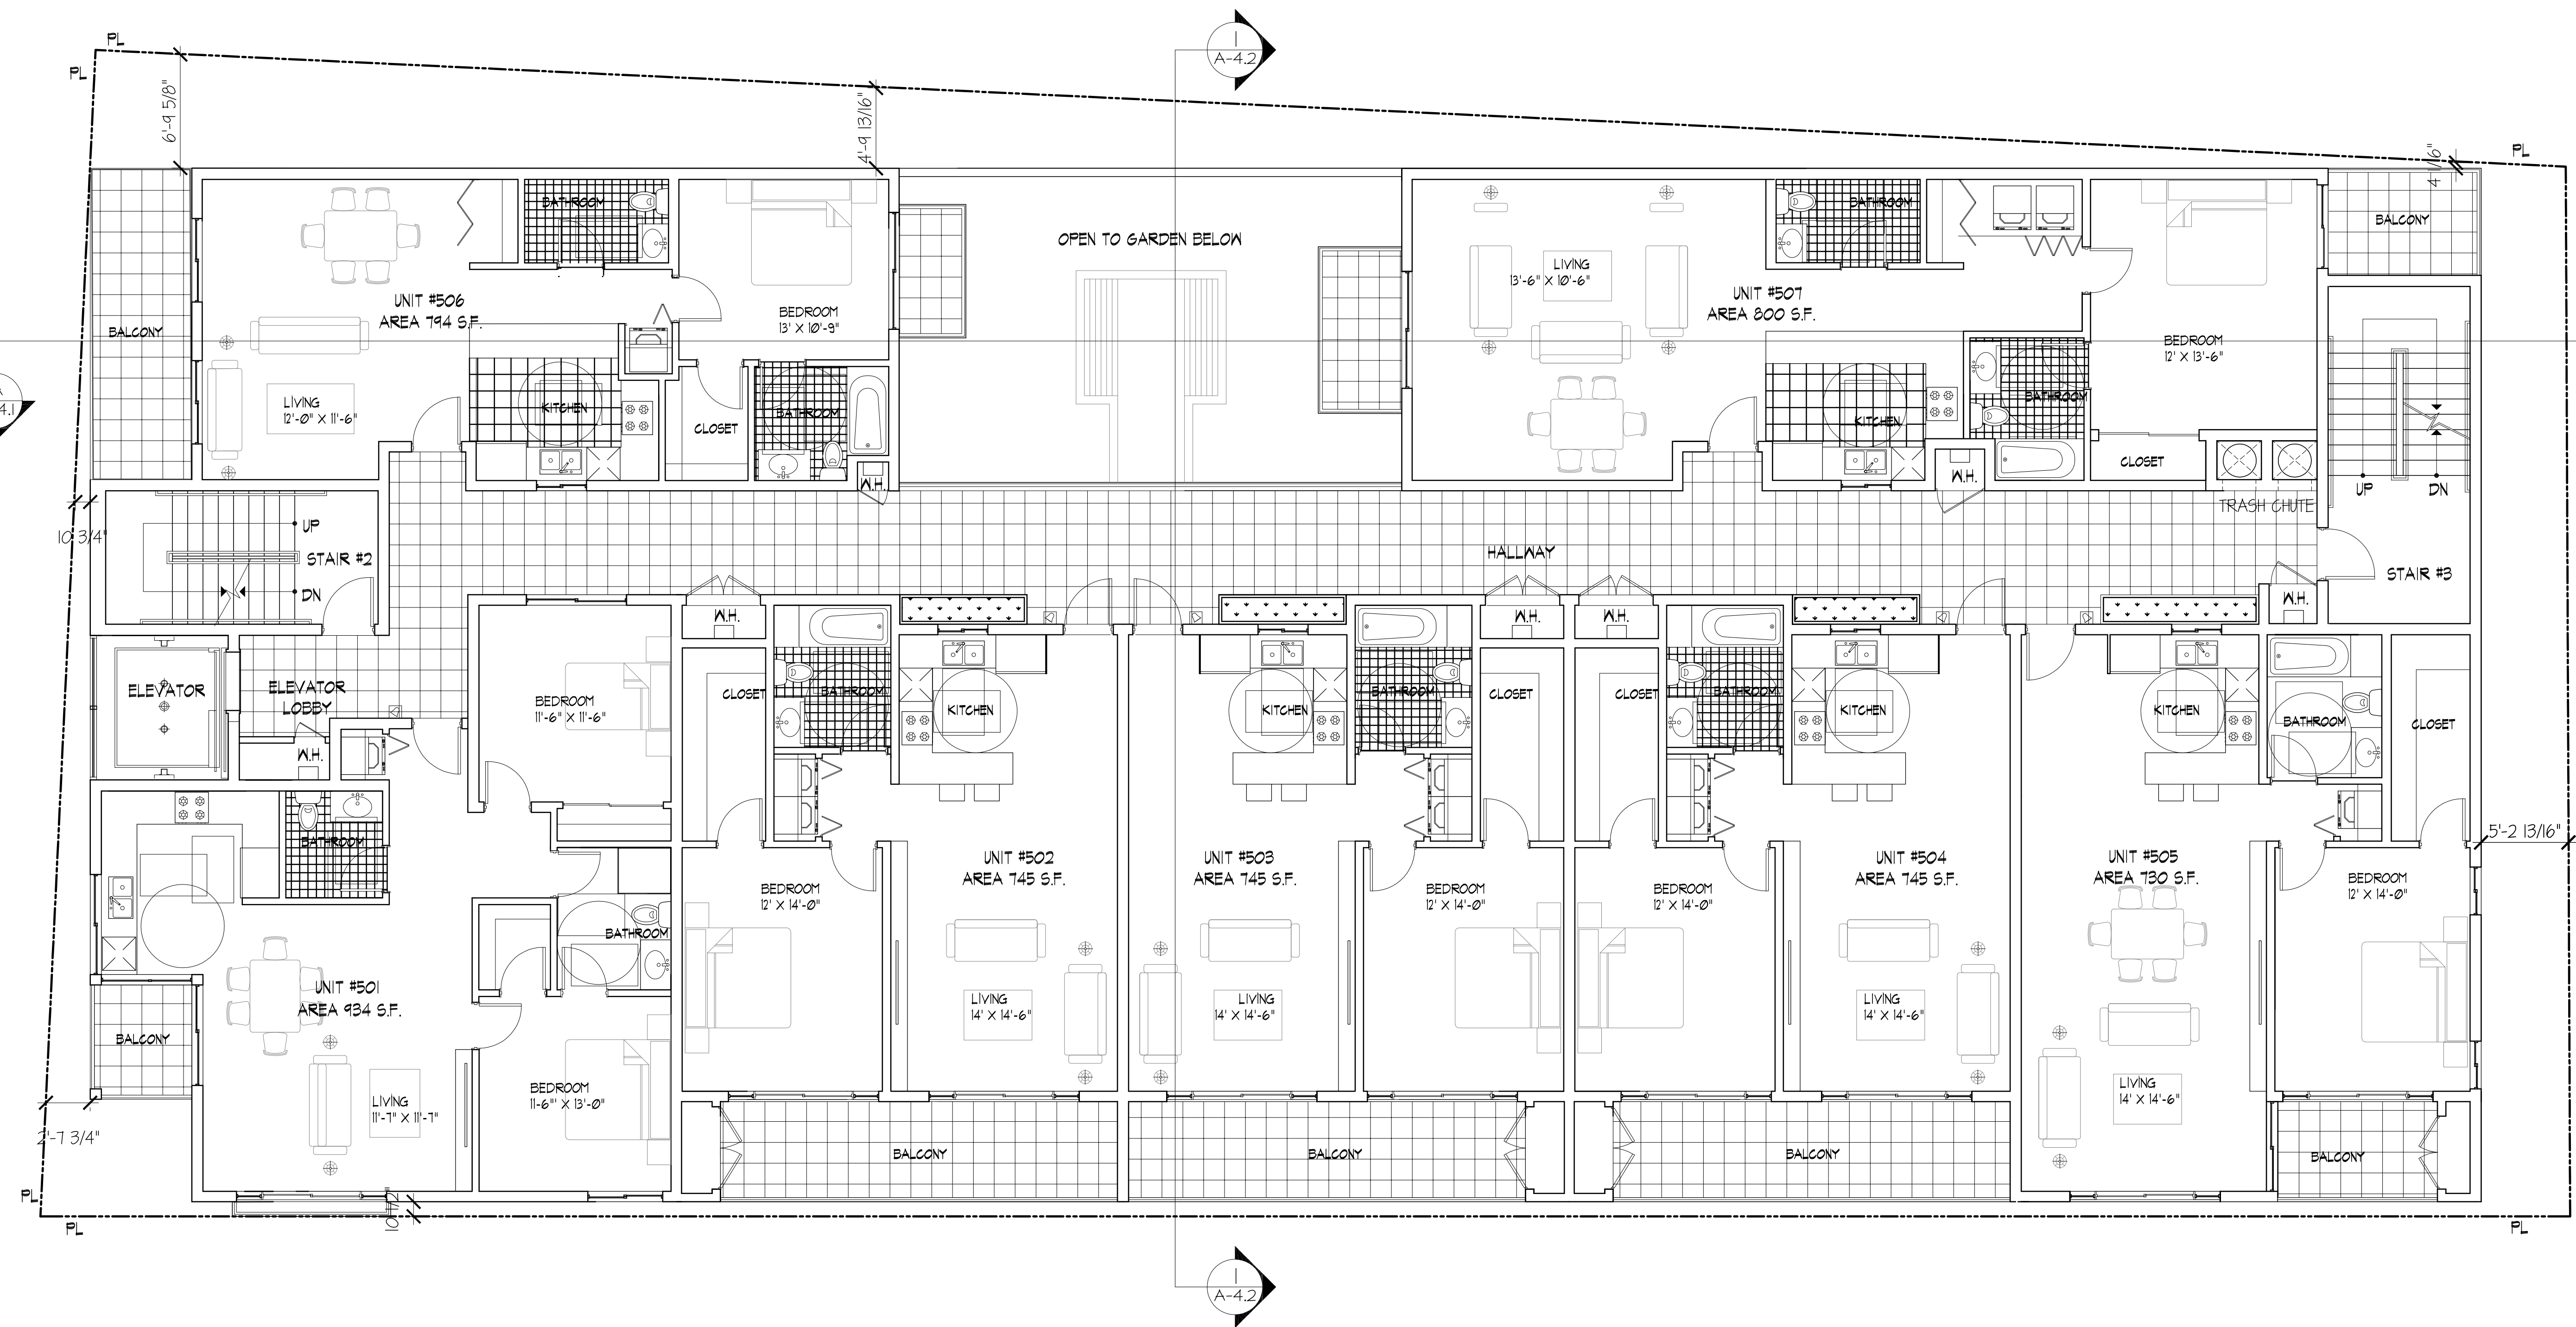 1
A-4.2
PL
PL
6'-9 5/8"
4'-9 13/16"
4 1/16"
PL
BATHROOM
BATHROOM
BALCONY
OPEN TO GARDEN BELOW
LIVING
13'-6" X 10'-6"
UNIT #506
AREA 794 S.F.
UNIT #507
AREA 800 S.F.
BEDROOM
13' X 10'-9"
BALCONY
BEDROOM
12' X 13'-6"
4.1
LIVING
12'-0" X 11'-6"
KITCHEN
CLOSET
BATHROOM
KITCHEN
BATHROOM
W.H.
W.H.
CLOSET
UP
DN
TRASH CHUTE
10 3/4"
UP
STAIR #2
DN
HALLWAY
STAIR #3
W.H.
W.H.
W.H.
W.H.
ELEVATOR
ELEVATOR
LOBBY
W.H.
BEDROOM
11'-6" X 11'-6"
CLOSET
BATHROOM
KITCHEN
KITCHEN
BATHROOM
CLOSET
CLOSET
BATHROOM
KITCHEN
KITCHEN
BATHROOM
CLOSET
BATHROOM
UNIT #502
AREA 745 S.F.
UNIT #503
AREA 745 S.F.
UNIT #504
AREA 745 S.F.
UNIT #505
AREA 730 S.F.
5'-2 13/16"
BEDROOM
12' X 14'-0"
BEDROOM
12' X 14'-0"
BEDROOM
12' X 14'-0"
BEDROOM
12' X 14'-0"
BATHROOM
UNIT #501
AREA 934 S.F.
LIVING
14' X 14'-6"
LIVING
14' X 14'-6"
LIVING
14' X 14'-6"
BALCONY
LIVING
11'-7" X 11'-7"
BEDROOM
11-6"' X 13'-0"
LIVING
14' X 14'-6"
2'-7 3/4"
BALCONY
BALCONY
BALCONY
BALCONY
PL
PL
10 1/2"
PL
1
A-4.2